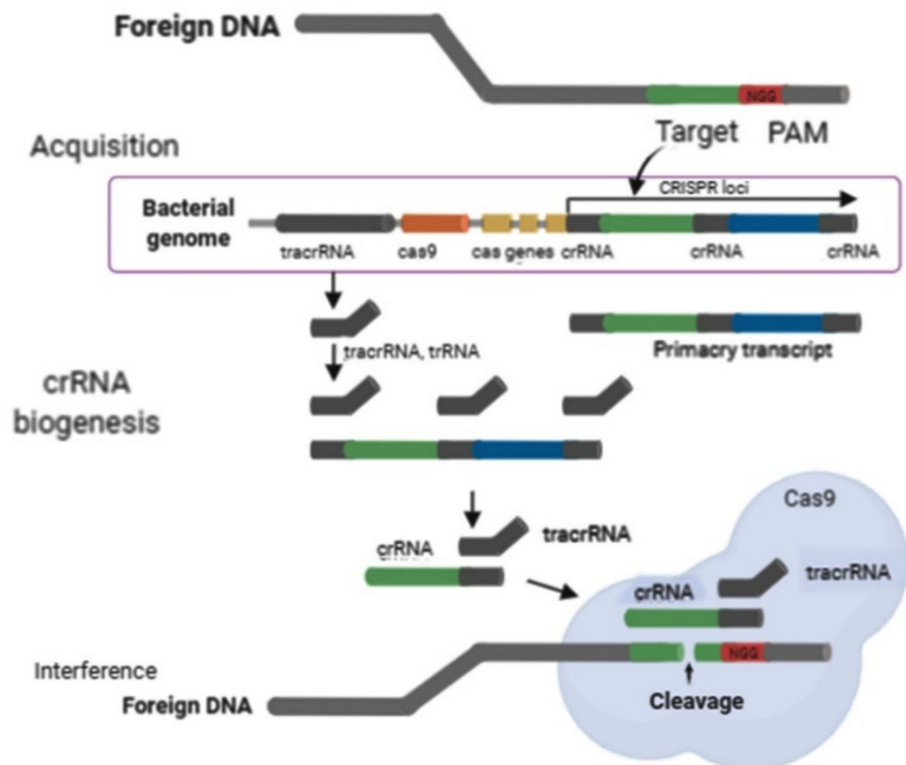 Foreign DNA
NGG
Target PAM
Acquisition
CRISPR loci
Bacterial
genome
tracrRNA cas9 cas genes crRNA crRNA crRNA
tracrRNA, trRNA
Primacry transcript
crRNA
biogenesis
Cas9
crRNA tracrRNA
crRNA tracrRNA
Interference
NGG
Foreign DNA
Cleavage